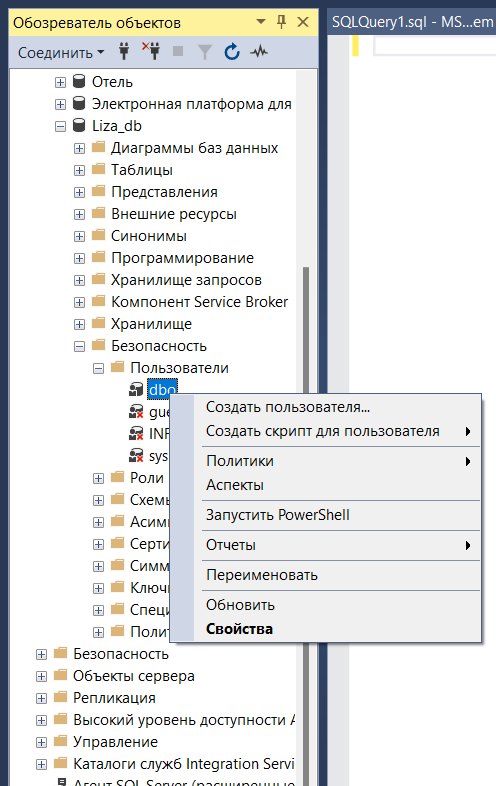 Обозреватель объектов
SQLQuery1.sql - MS...em
Соединить
Отель
Электронная платформа для
Liza_db
Диаграммы баз данных
Таблицы
Представления
Внешние ресурсы
Синонимы
Программирование
Хранилище запросов
Компонент Service Broker
Хранилище
Безопасность
Пользователи
dbo
gue
INF
sys
Роли
Схемы
Асим
Серти
Симм
Ключи
Специ
Полит
Создать пользователя...
Создать скрипт для пользователя
Политики
Аспекты
Запустить PowerShell
Отчеты
Переименовать
Обновить
Свойства
Безопасность
Объекты сервера
Репликация
Высокий уровень доступности A
Управление
Каталоги служб Integration Servi
Агент SQL Server (расширенные